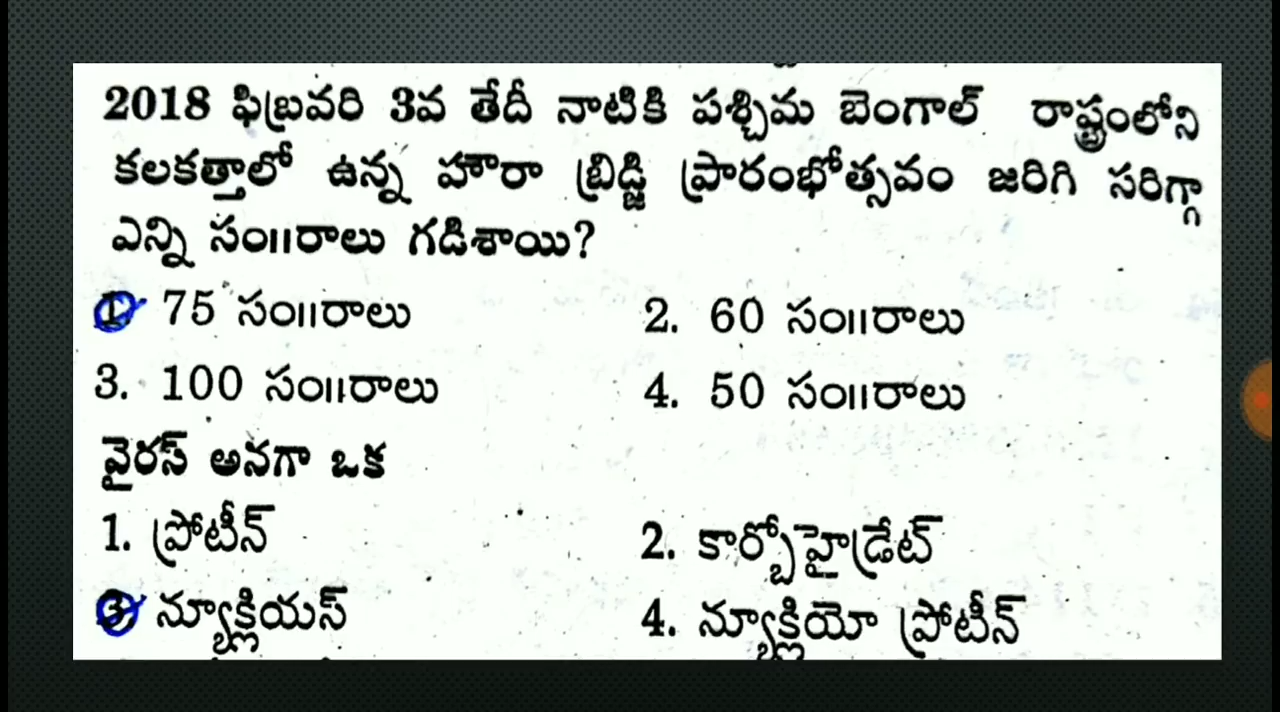 2018 ఫిబ్రవరి 3వ తేదీ నాటికి పశ్చిమ బెంగాల్ రాష్ట్రంలోని
కలకత్తాలో ఉన్న హౌరా బ్రిడ్జి ప్రారంభోత్సవం జరిగి సరిగ్గా
ఎన్ని సం||రాలు గడిశాయి?
1. 75 సం||రాలు 2. 60 సం||రాలు
3. 100 సం||రాలు 4. 50 సం||రాలు
వైరస్ అనగా ఒక
1. ప్రోటీన్ 2. కార్బోహైడ్రేట్
3. న్యూక్లియస్ 4. న్యూక్లియో ప్రోటీన్